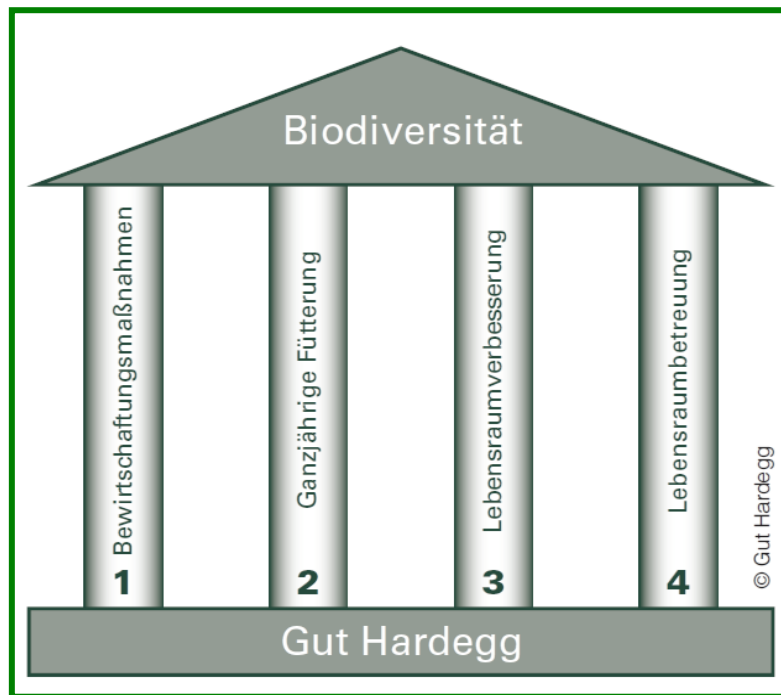 Biodiversität
Bewirtschaftungsmaßnahmen
1
Ganzjährige Fütterung
2
Lebensraumverbesserung
3
Lebensraumbetreuung
4
© Gut Hardegg
Gut Hardegg